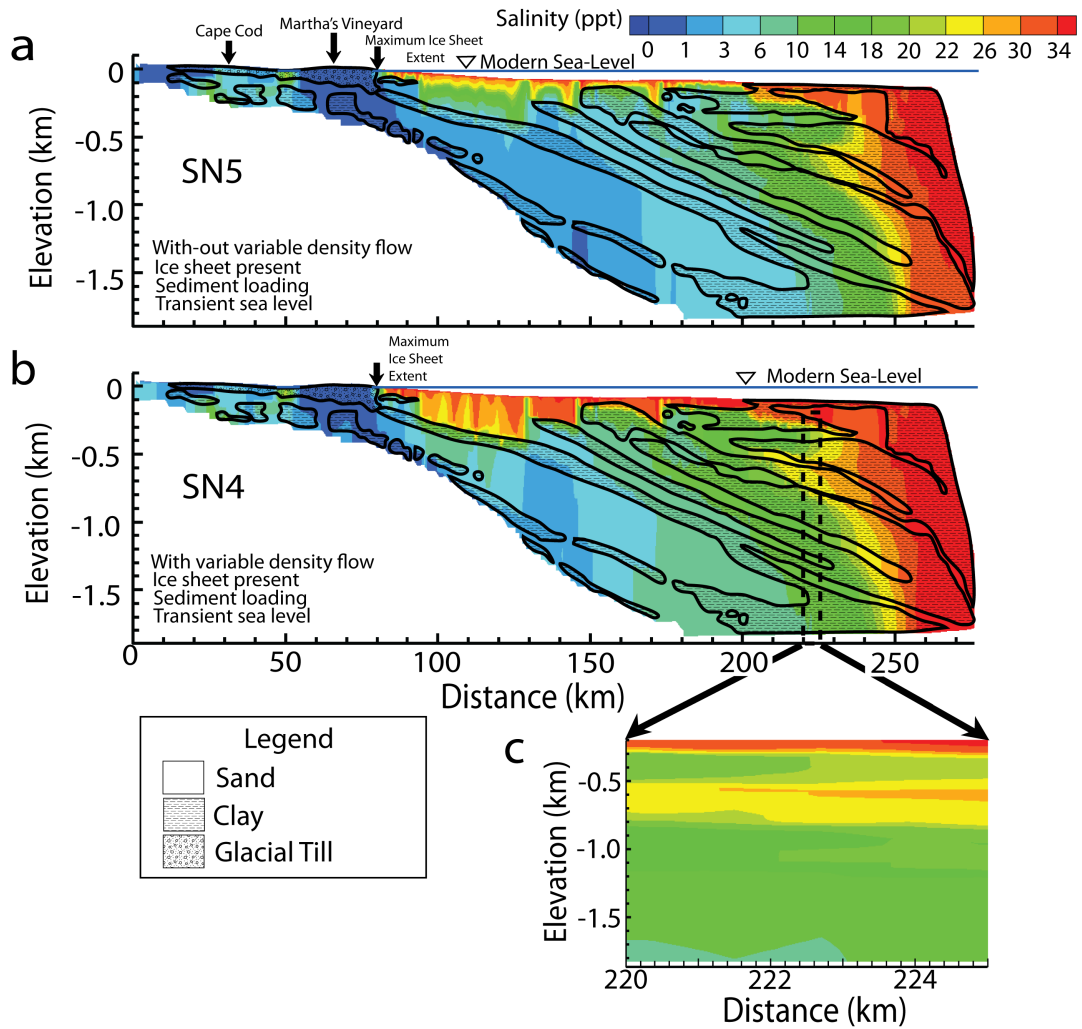 Salinity (ppt)
0 1 3 6 10 14 18 20 22 26 30 34
a
Cape Cod
Martha's Vineyard
Maximum Ice Sheet
Extent
Modern Sea-Level
0
-0.5
-1.0
-1.5
Elevation (km)
SN5
With-out variable density flow
Ice sheet present
Sediment loading
Transient sea level
b
Maximum
Ice Sheet
Extent
Modern Sea-Level
0
-0.5
-1.0
-1.5
Elevation (km)
SN4
With variable density flow
Ice sheet present
Sediment loading
Transient sea level
0 50 100 150 200 250
Distance (km)
Legend
Sand
Clay
Glacial Till
c
-0.5
-1.0
-1.5
Elevation (km)
220 222 224
Distance (km)